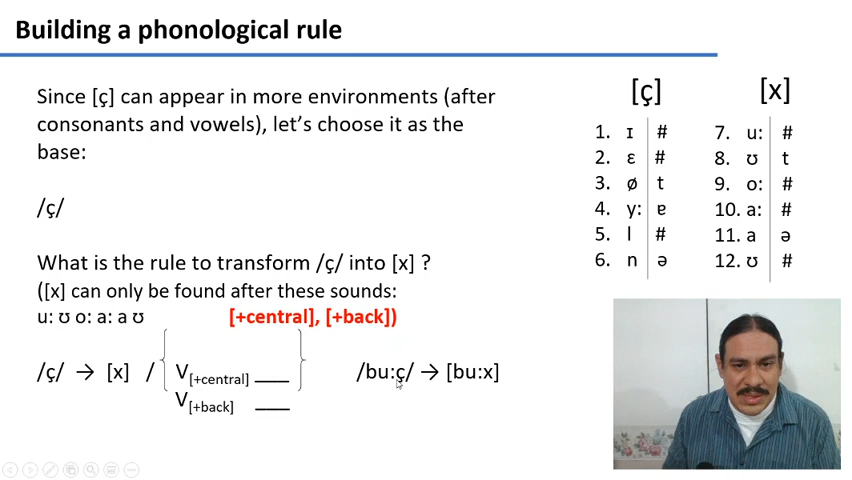 Building a phonological rule
Since [ç] can appear in more environments (after
consonants and vowels), let's choose it as the
base:
/ç/
What is the rule to transform /ç/ into [x] ?
([x] can only be found after these sounds:
u: ʊ o: a: a ʊ [+central], [+back])
/ç/ → [x] / { V[+central] ____ }
V[+back] ____
/bu:ç/ → [bu:x]
[ç]
1. ɪ #
2. ɛ #
3. ø t
4. y: ɐ
5. l #
6. n ə
[x]
7. u: #
8. ʊ t
9. o: #
10. a: #
11. a ə
12. ʊ #